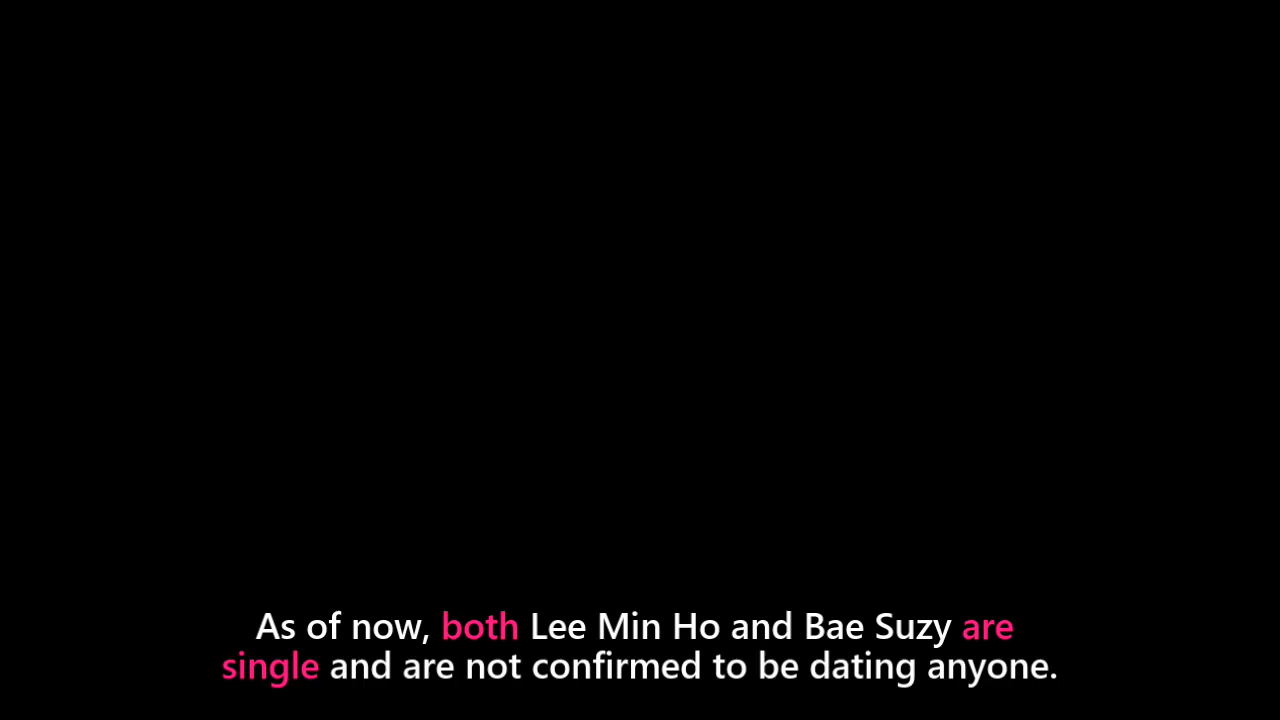 As of now, both Lee Min Ho and Bae Suzy are
single and are not confirmed to be dating anyone.